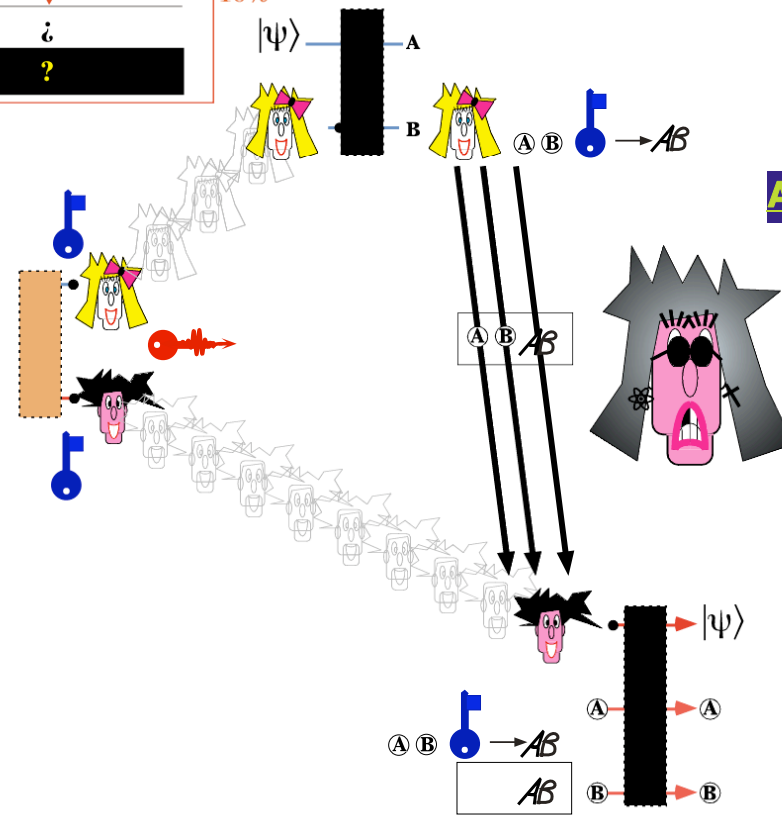 ¿
?
|ψ⟩ A
B
Ⓐ Ⓑ → AB
Ⓐ Ⓑ AB
|ψ⟩
Ⓐ Ⓐ
Ⓐ Ⓑ → AB
AB
Ⓑ Ⓑ